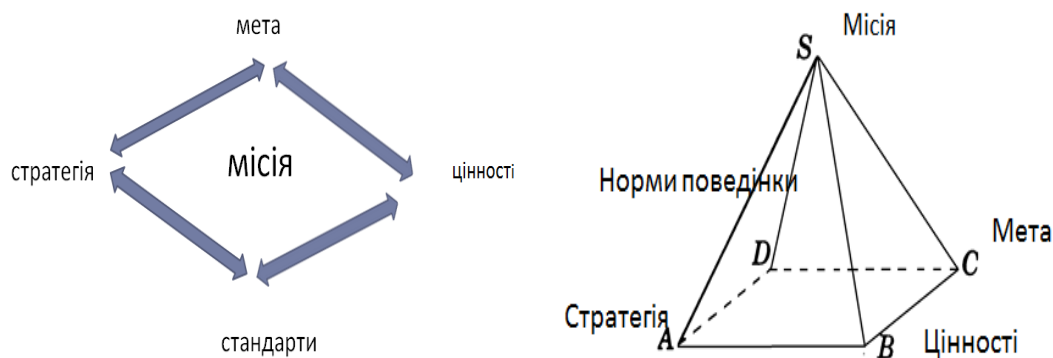 мета
стратегія
місія
цінності
стандарти
Місія
S
Норми поведінки
D
C
Мета
Стратегія
A
B
Цінності